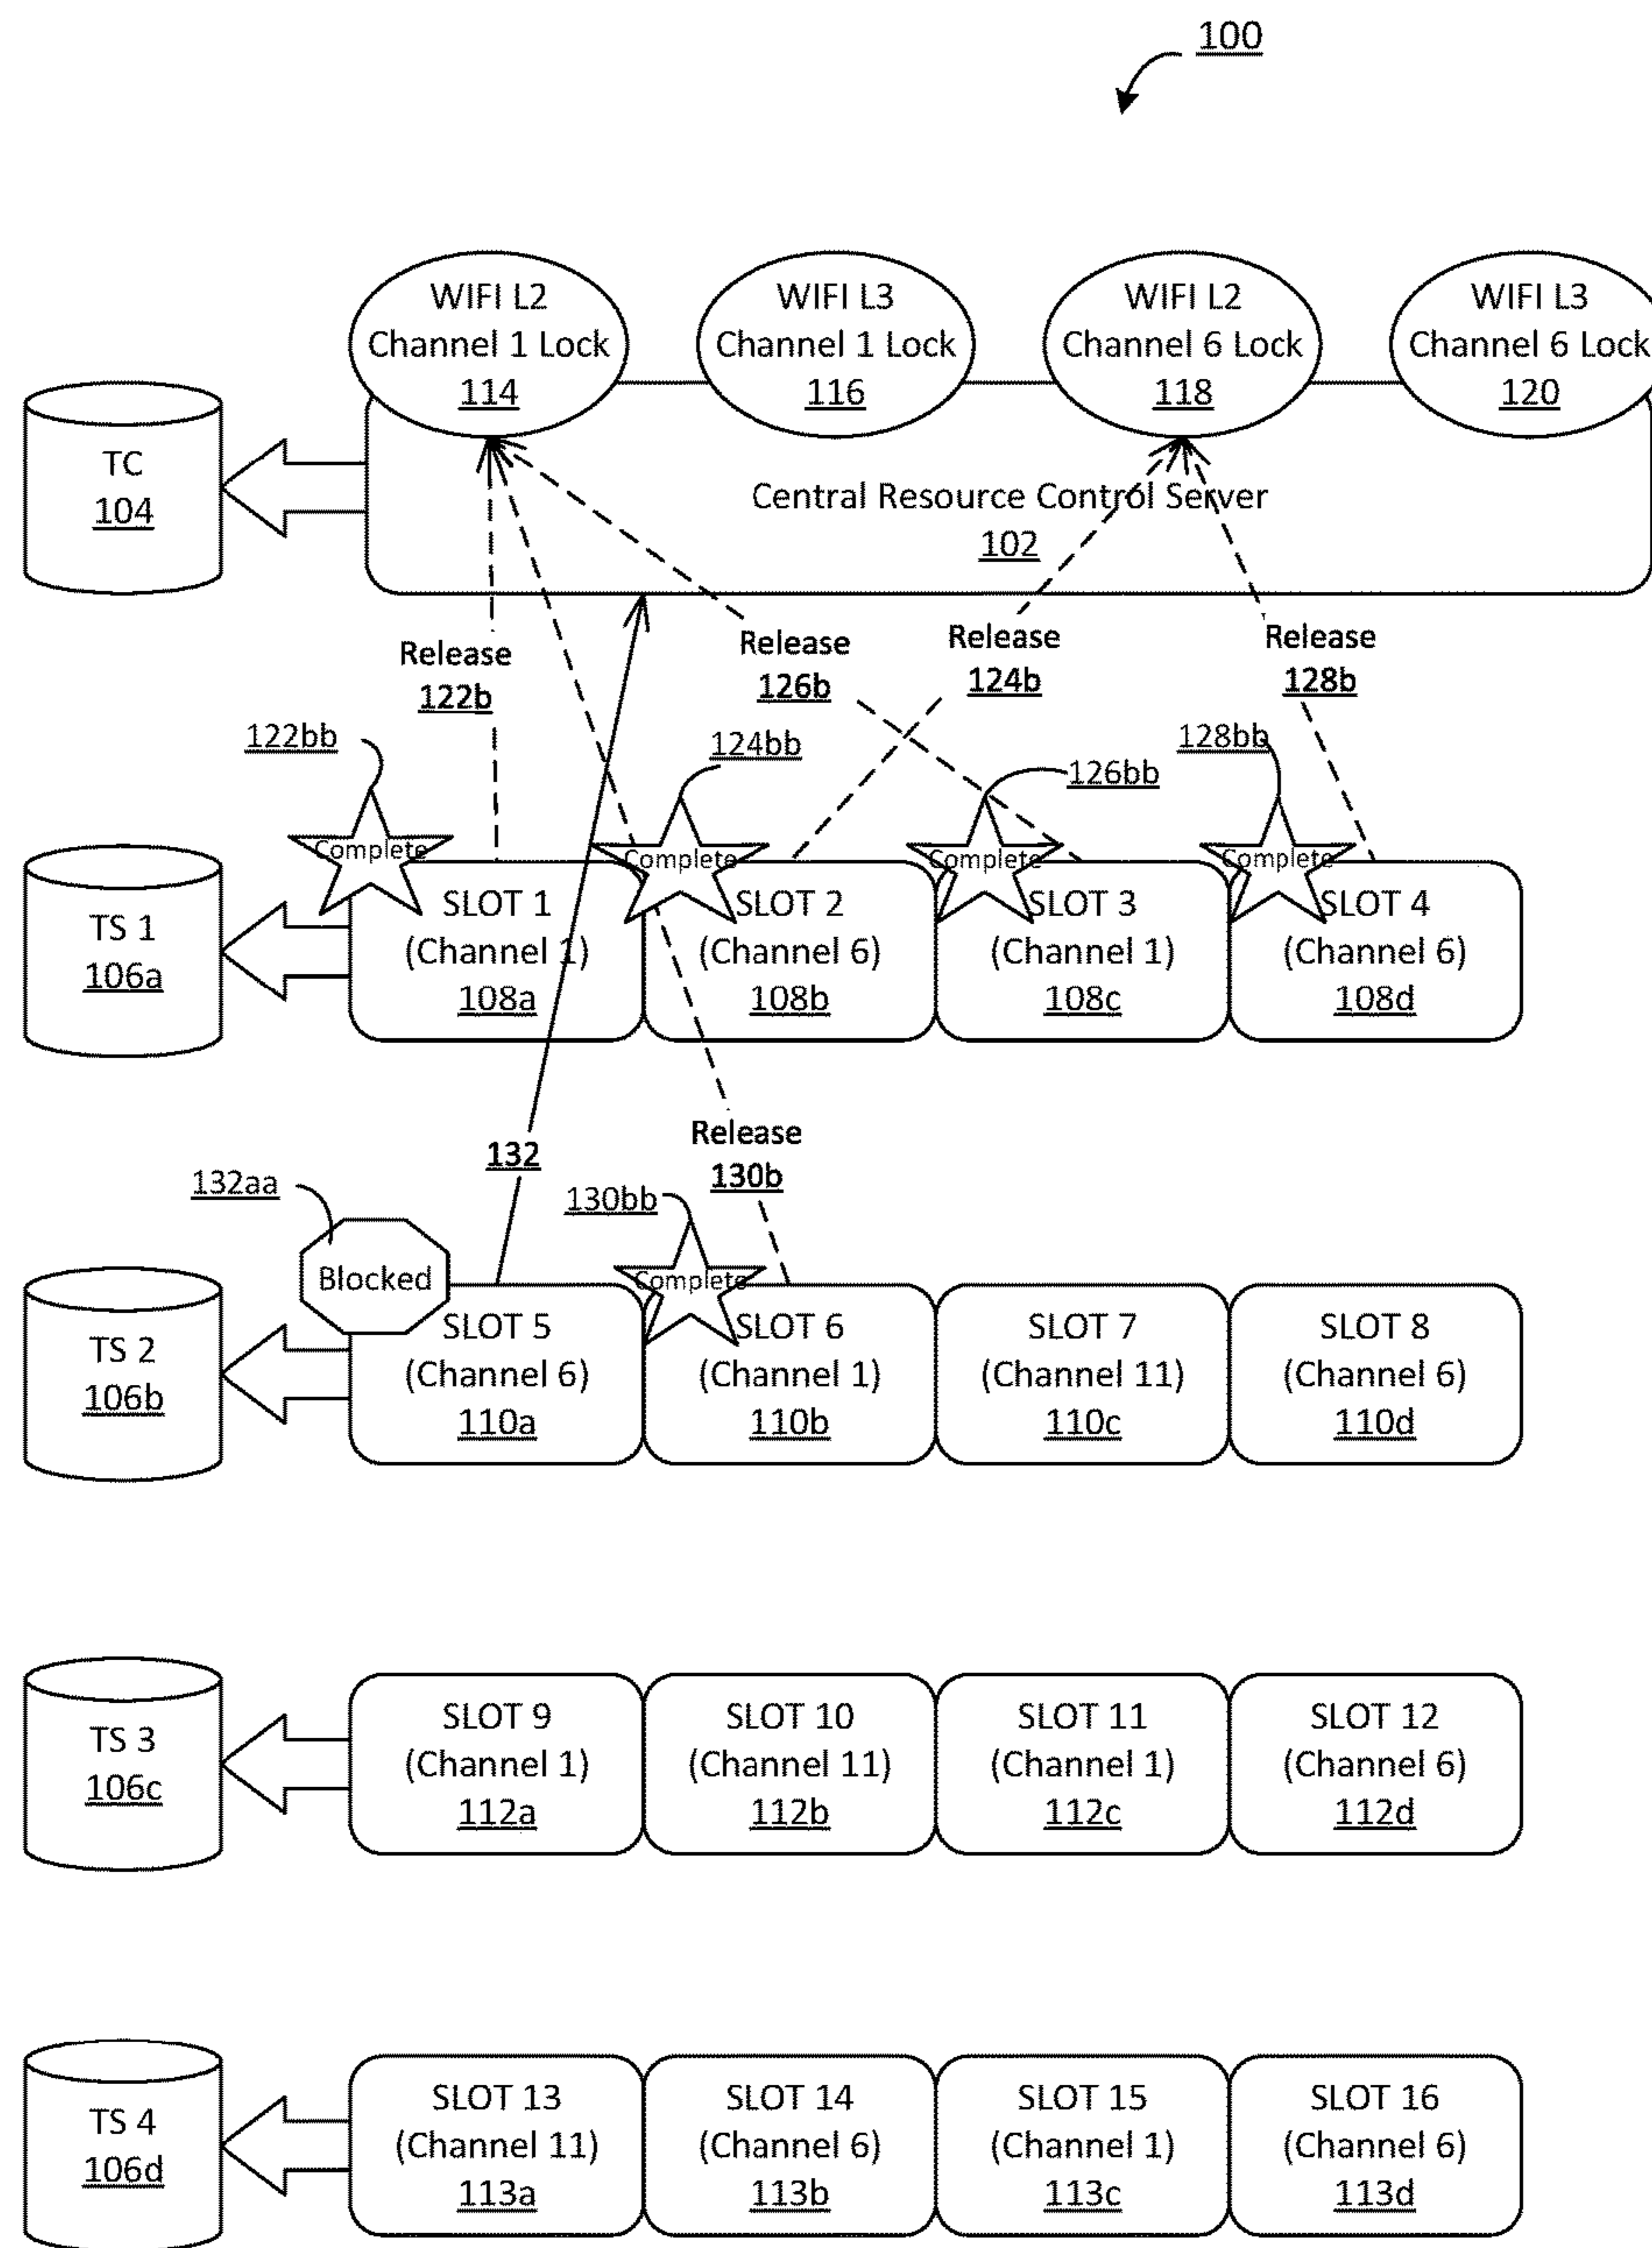 100
WIFI L2
Channel 1 Lock
114
WIFI L3
Channel 1 Lock
116
WIFI L2
Channel 6 Lock
118
WIFI L3
Channel 6 Lock
120
TC
104
Central Resource Control Server
102
Release
122b
Release
126b
Release
124b
Release
128b
122bb
124bb
126bb
128bb
Complete
Complete
Complete
Complete
TS 1
106a
SLOT 1
(Channel 1)
108a
SLOT 2
(Channel 6)
108b
SLOT 3
(Channel 1)
108c
SLOT 4
(Channel 6)
108d
132
Release
130b
132aa
130bb
Blocked
Complete
TS 2
106b
SLOT 5
(Channel 6)
110a
SLOT 6
(Channel 1)
110b
SLOT 7
(Channel 11)
110c
SLOT 8
(Channel 6)
110d
TS 3
106c
SLOT 9
(Channel 1)
112a
SLOT 10
(Channel 11)
112b
SLOT 11
(Channel 1)
112c
SLOT 12
(Channel 6)
112d
TS 4
106d
SLOT 13
(Channel 11)
113a
SLOT 14
(Channel 6)
113b
SLOT 15
(Channel 1)
113c
SLOT 16
(Channel 6)
113d